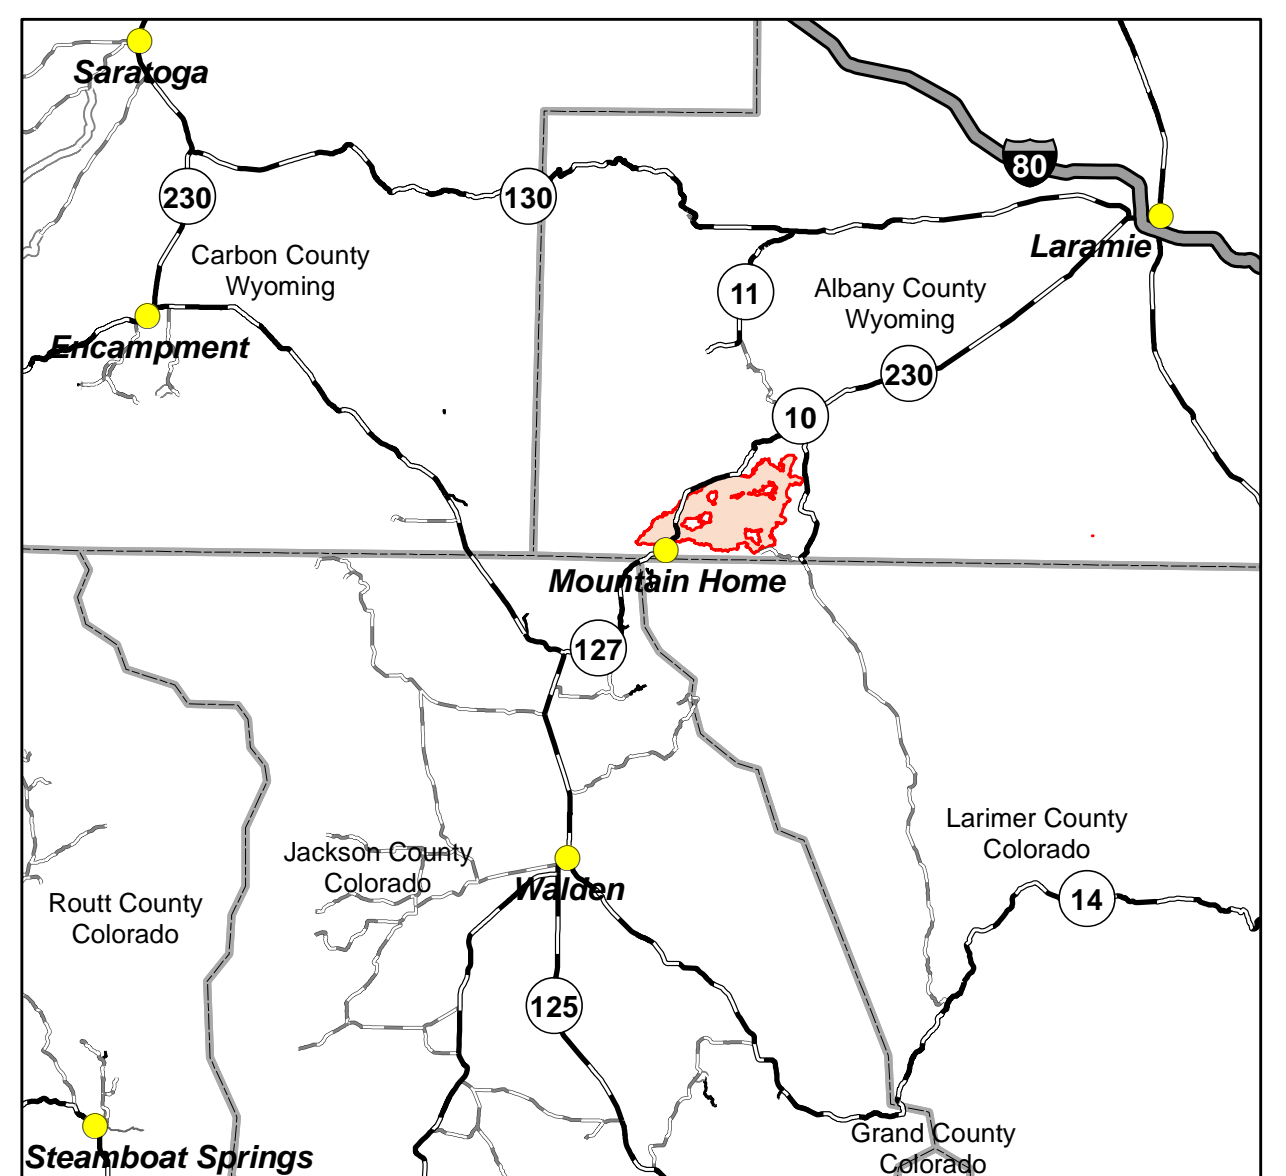 Saratoga
80
230
130
Laramie
Carbon County
Wyoming
11
Albany County
Wyoming
Encampment
230
10
Mountain Home
127
Larimer County
Colorado
Jackson County
Colorado
Walden
14
Routt County
Colorado
125
Grand County
Colorado
Steamboat Springs